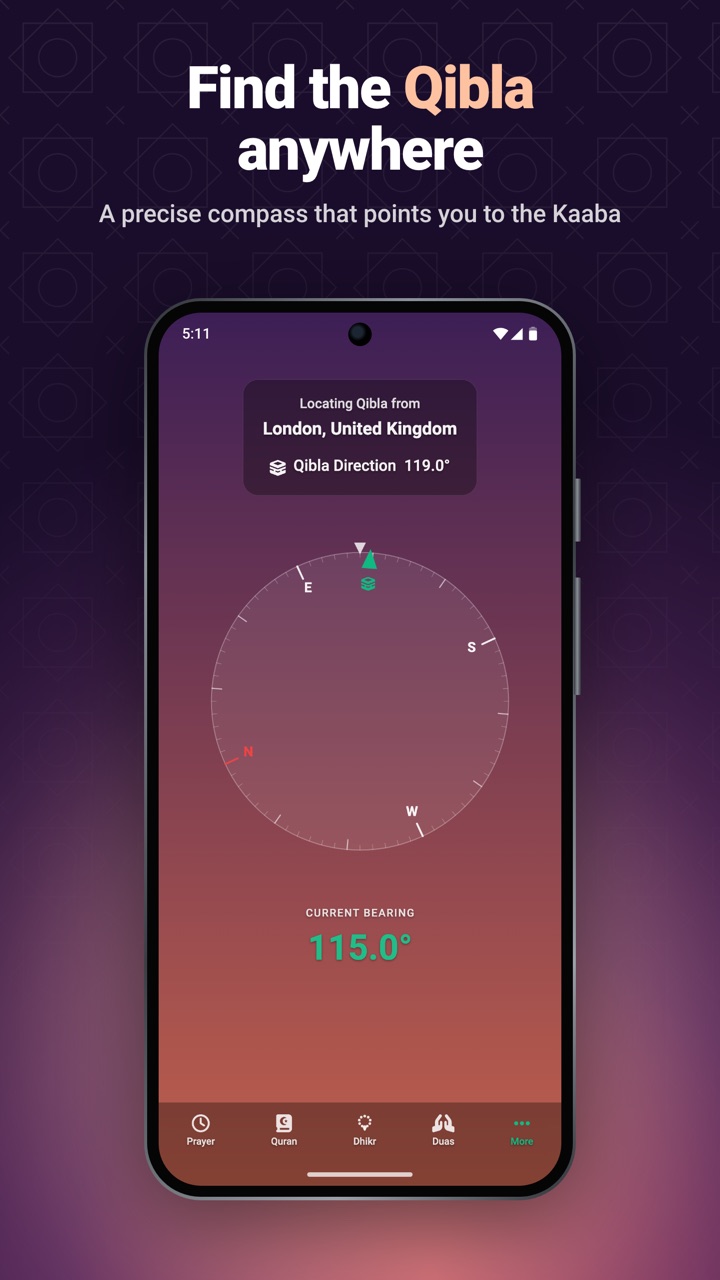 Find the Qibla
anywhere
A precise compass that points you to the Kaaba
5:11
Locating Qibla from
London, United Kingdom
Qibla Direction 119.0°
E
S
N
W
CURRENT BEARING
115.0°
Prayer Quran Dhikr Duas More